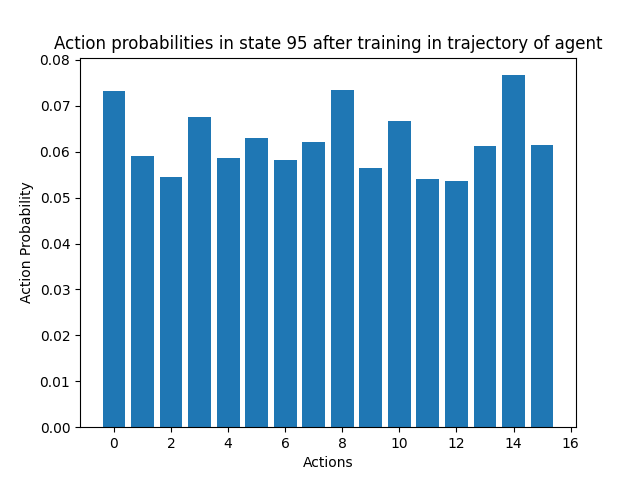 Action probabilities in state 95 after training in trajectory of agent
0.08
0.07
0.06
0.05
0.04
0.03
0.02
0.01
0.00
Action Probability
0 2 4 6 8 10 12 14 16
Actions